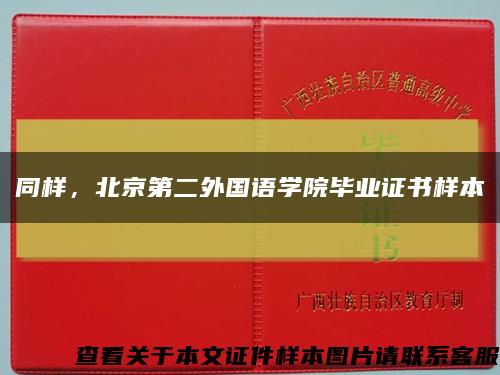 广西壮族自治区普通高级中学
毕业证书
同样，北京第二外国语学院毕业证书样本
广西壮族自治区教育厅制
查看关于本文证件样本图片请联系客服